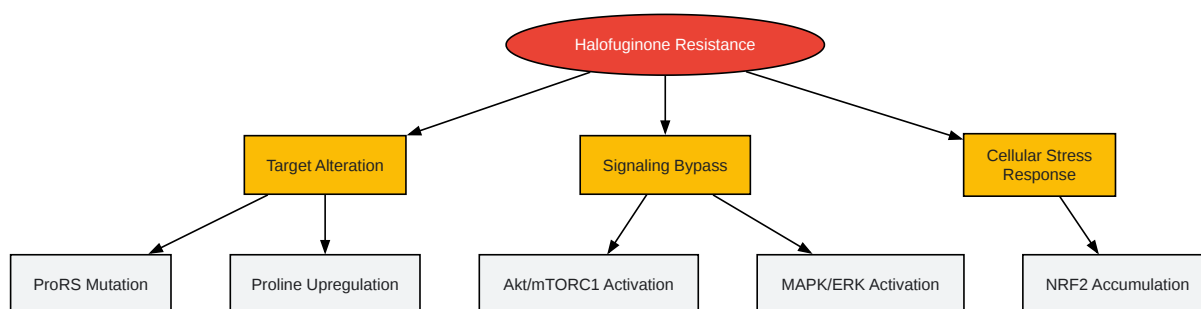 Halofuginone Resistance
Target Alteration
Signaling Bypass
Cellular Stress
Response
ProRS Mutation
Proline Upregulation
Akt/mTORC1 Activation
MAPK/ERK Activation
NRF2 Accumulation